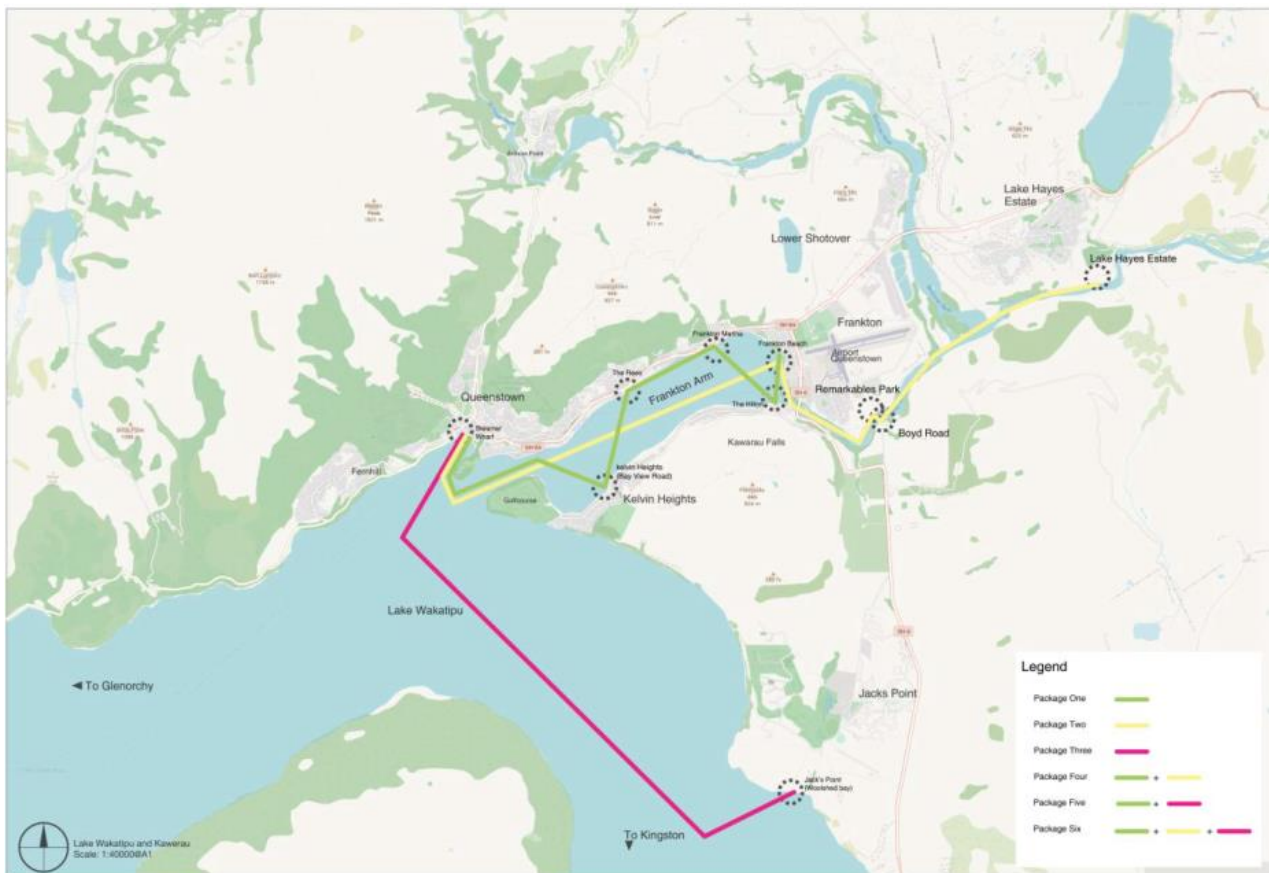 Lake Hayes
Estate
Lower Shotover
Lake Hayes Estate
Frankton
Frankton Marina
Frankton Beach
Airport
Queenstown
Frankton Arm
The Rees
The Hilton
Remarkables Park
Boyd Road
Queenstown
Steamer
Wharf
Kawarau Falls
Fernhill
kelvin Heights
(Bay View Road)
Golfcourse
Kelvin Heights
Lake Wakatipu
To Glenorchy
Jacks Point
Jack's Point
(Woolshed bay)
To Kingston
Lake Wakatipu and Kawerau
Scale: 1:40000@A1
Legend
Package One
Package Two
Package Three
Package Four
+
Package Five
+
Package Six
+ +